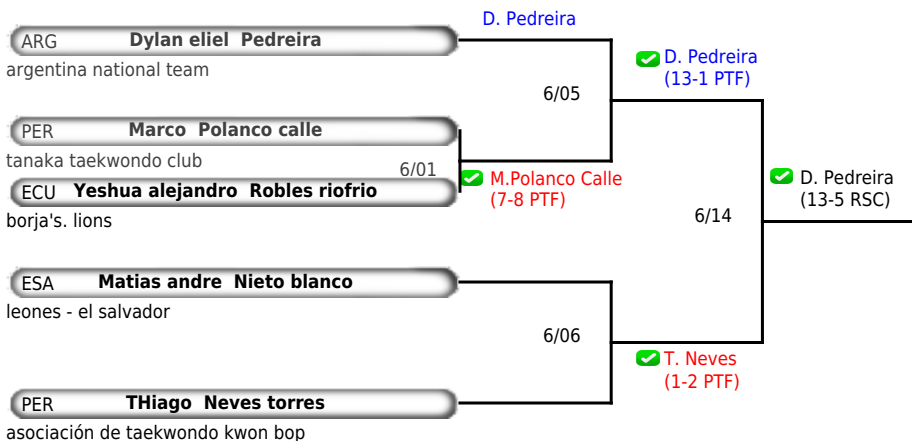 D. Pedreira
ARG Dylan eliel Pedreira
argentina national team
D. Pedreira
(13-1 PTF)
6/05
PER Marco Polanco calle
tanaka taekwondo club
6/01
M.Polanco Calle
(7-8 PTF)
ECU Yeshua alejandro Robles riofrio
borja's. lions
D. Pedreira
(13-5 RSC)
6/14
ESA Matias andre Nieto blanco
leones - el salvador
6/06
T. Neves
(1-2 PTF)
PER THiago Neves torres
asociación de taekwondo kwon bop